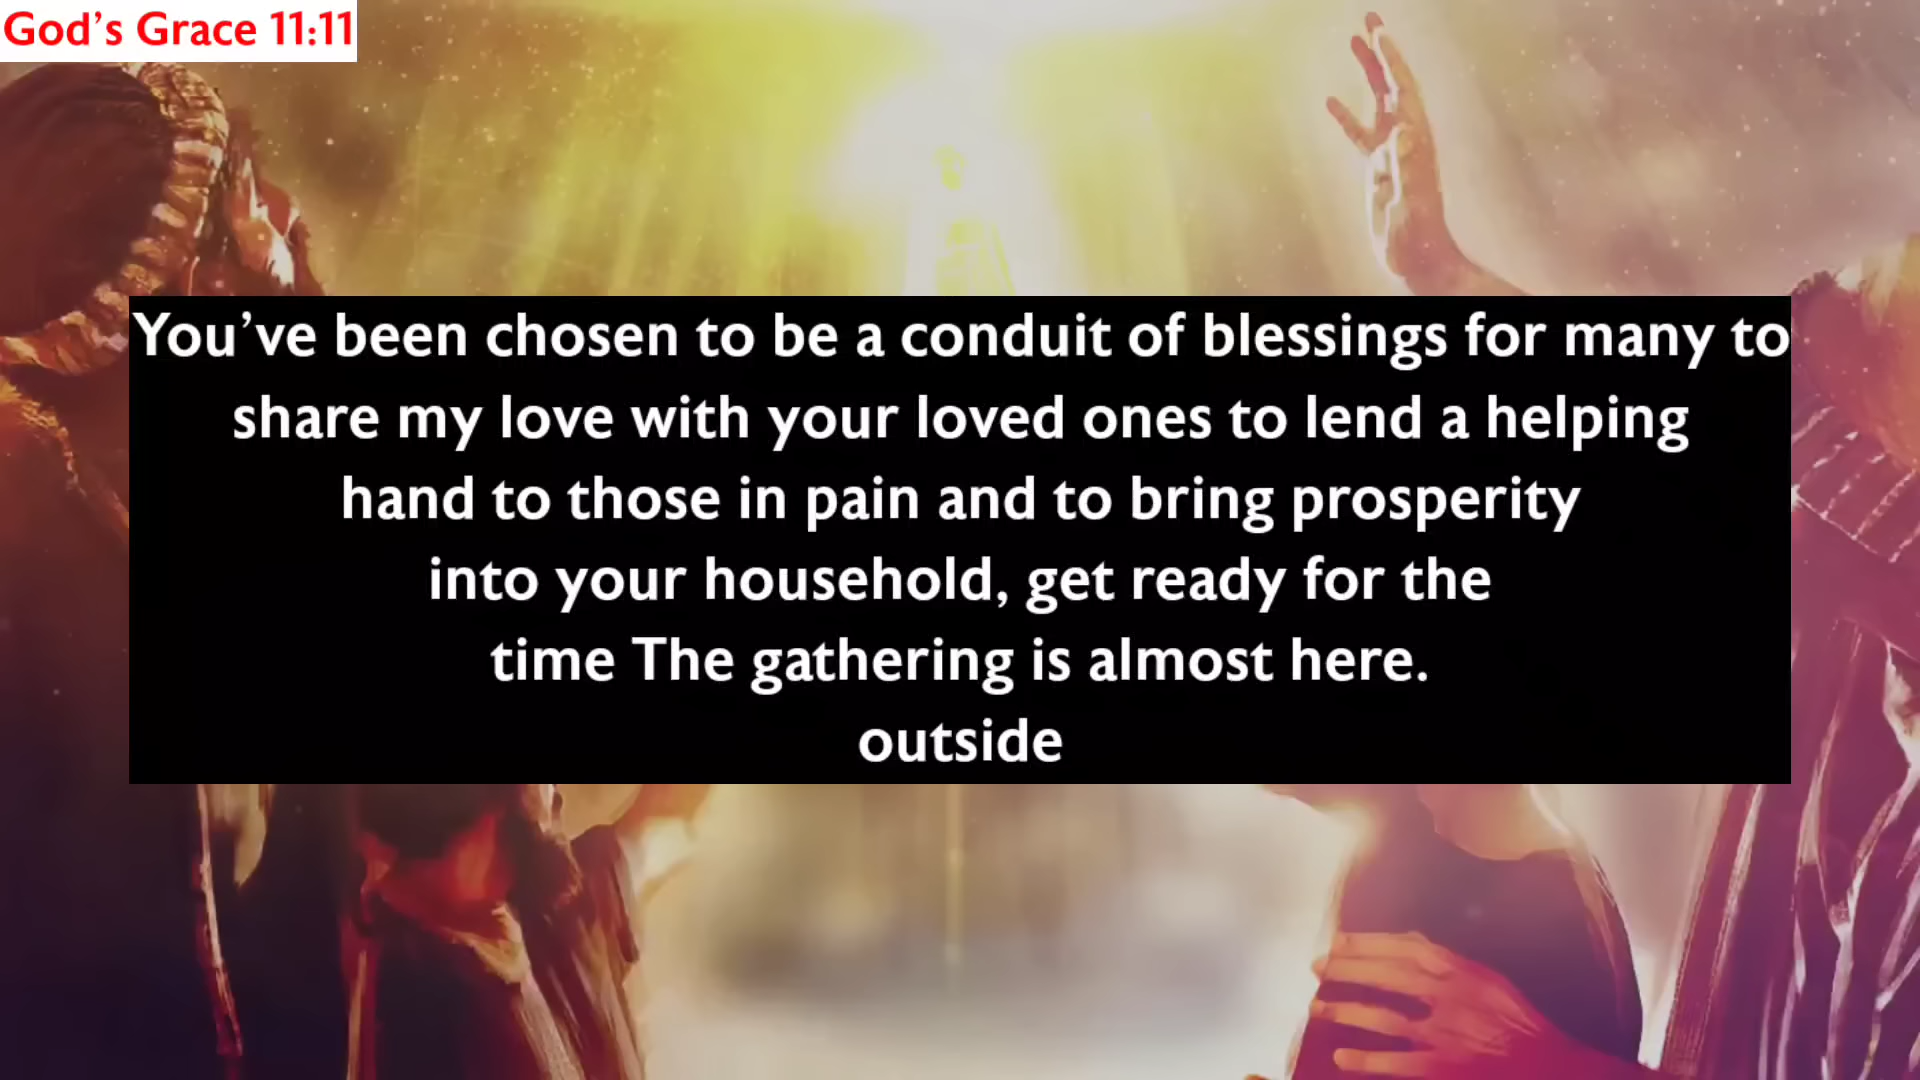 God's Grace 11:11
You've been chosen to be a conduit of blessings for many to
share my love with your loved ones to lend a helping
hand to those in pain and to bring prosperity
into your household, get ready for the
time The gathering is almost here.
outside